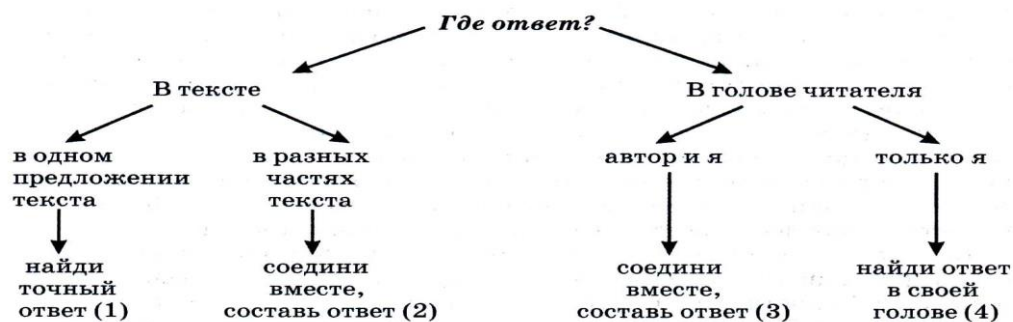 Где ответ?
В тексте
В голове читателя
в одном
предложении
текста
в разных
частях
текста
автор и я
только я
найди
точный
ответ (1)
соедини
вместе,
составь ответ (2)
соедини
вместе,
составь ответ (3)
найди ответ
в своей
голове (4)